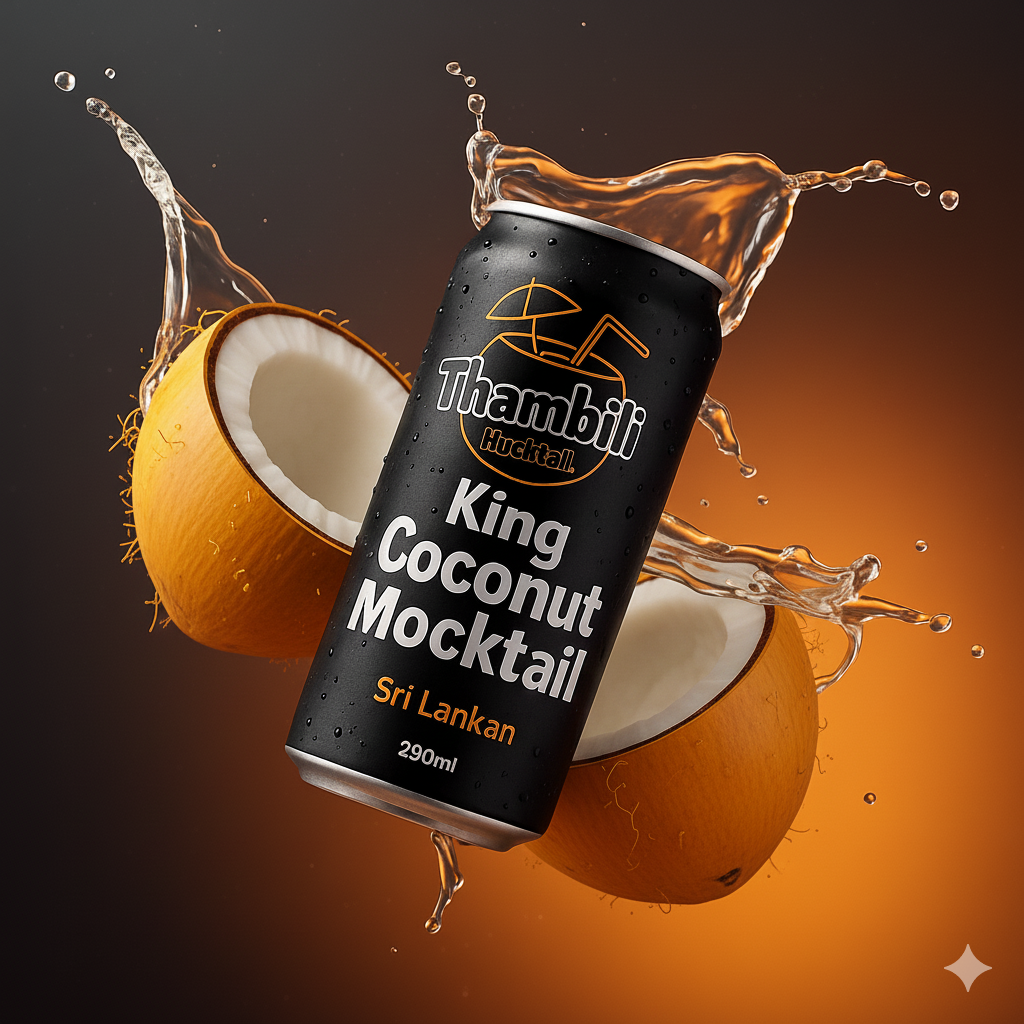 Thambili
Hucktail.
King
Coconut
Mocktail
Sri Lankan
290ml